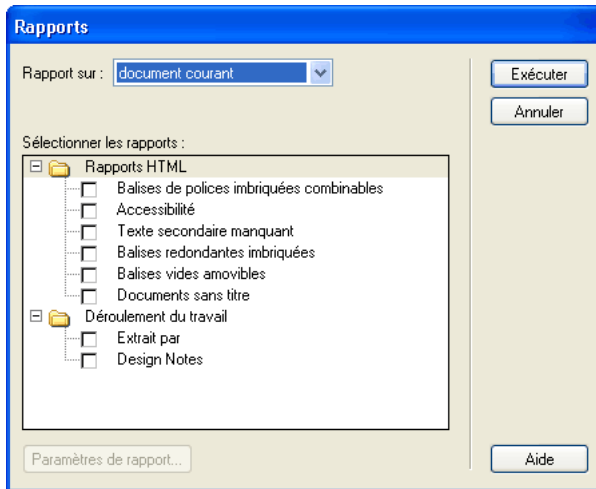 Rapports
Rapport sur : document courant
Exécuter
Annuler
Sélectionner les rapports :
Rapports HTML
Balises de polices imbriquées combinables
Accessibilité
Texte secondaire manquant
Balises redondantes imbriquées
Balises vides amovibles
Documents sans titre
Déroulement du travail
Extrait par
Design Notes
Paramètres de rapport...
Aide